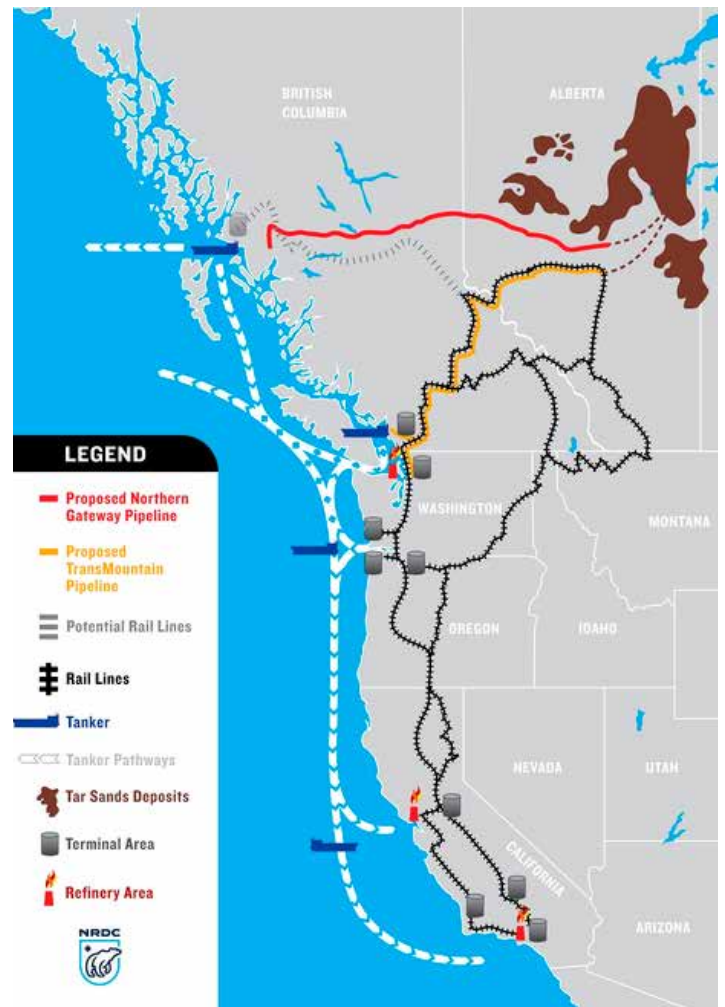 BRITISH
COLUMBIA
ALBERTA
LEGEND
Proposed Northern
Gateway Pipeline
Proposed
TransMountain
Pipeline
Potential Rail Lines
Rail Lines
Tanker
Tanker Pathways
Tar Sands Deposits
Terminal Area
Refinery Area
NRDC
WASHINGTON
MONTANA
OREGON
IDAHO
NEVADA
UTAH
CALIFORNIA
ARIZONA